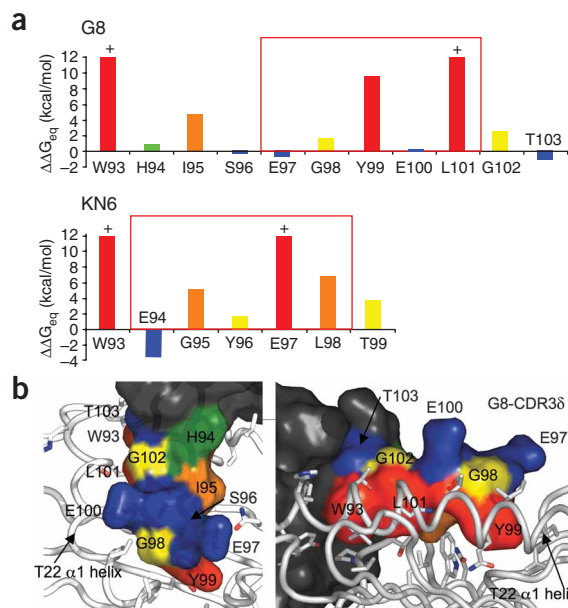 a
G8
+ +
ΔΔGeq (kcal/mol)
12
10
8
6
4
2
0
−2
T103
W93 H94 I95 S96 E97 G98 Y99 E100 L101 G102
KN6
+ +
ΔΔGeq (kcal/mol)
12
10
8
6
4
2
0
−2
−4
E94
W93 G95 Y96 E97 L98 T99
b
T103
W93
H94
G102
L101
I95
E100
S96
G98
E97
Y99
T22 α1 helix
T103
E100
G8-CDR3δ
E97
G102
G98
W93
L101
Y99
T22 α1 helix